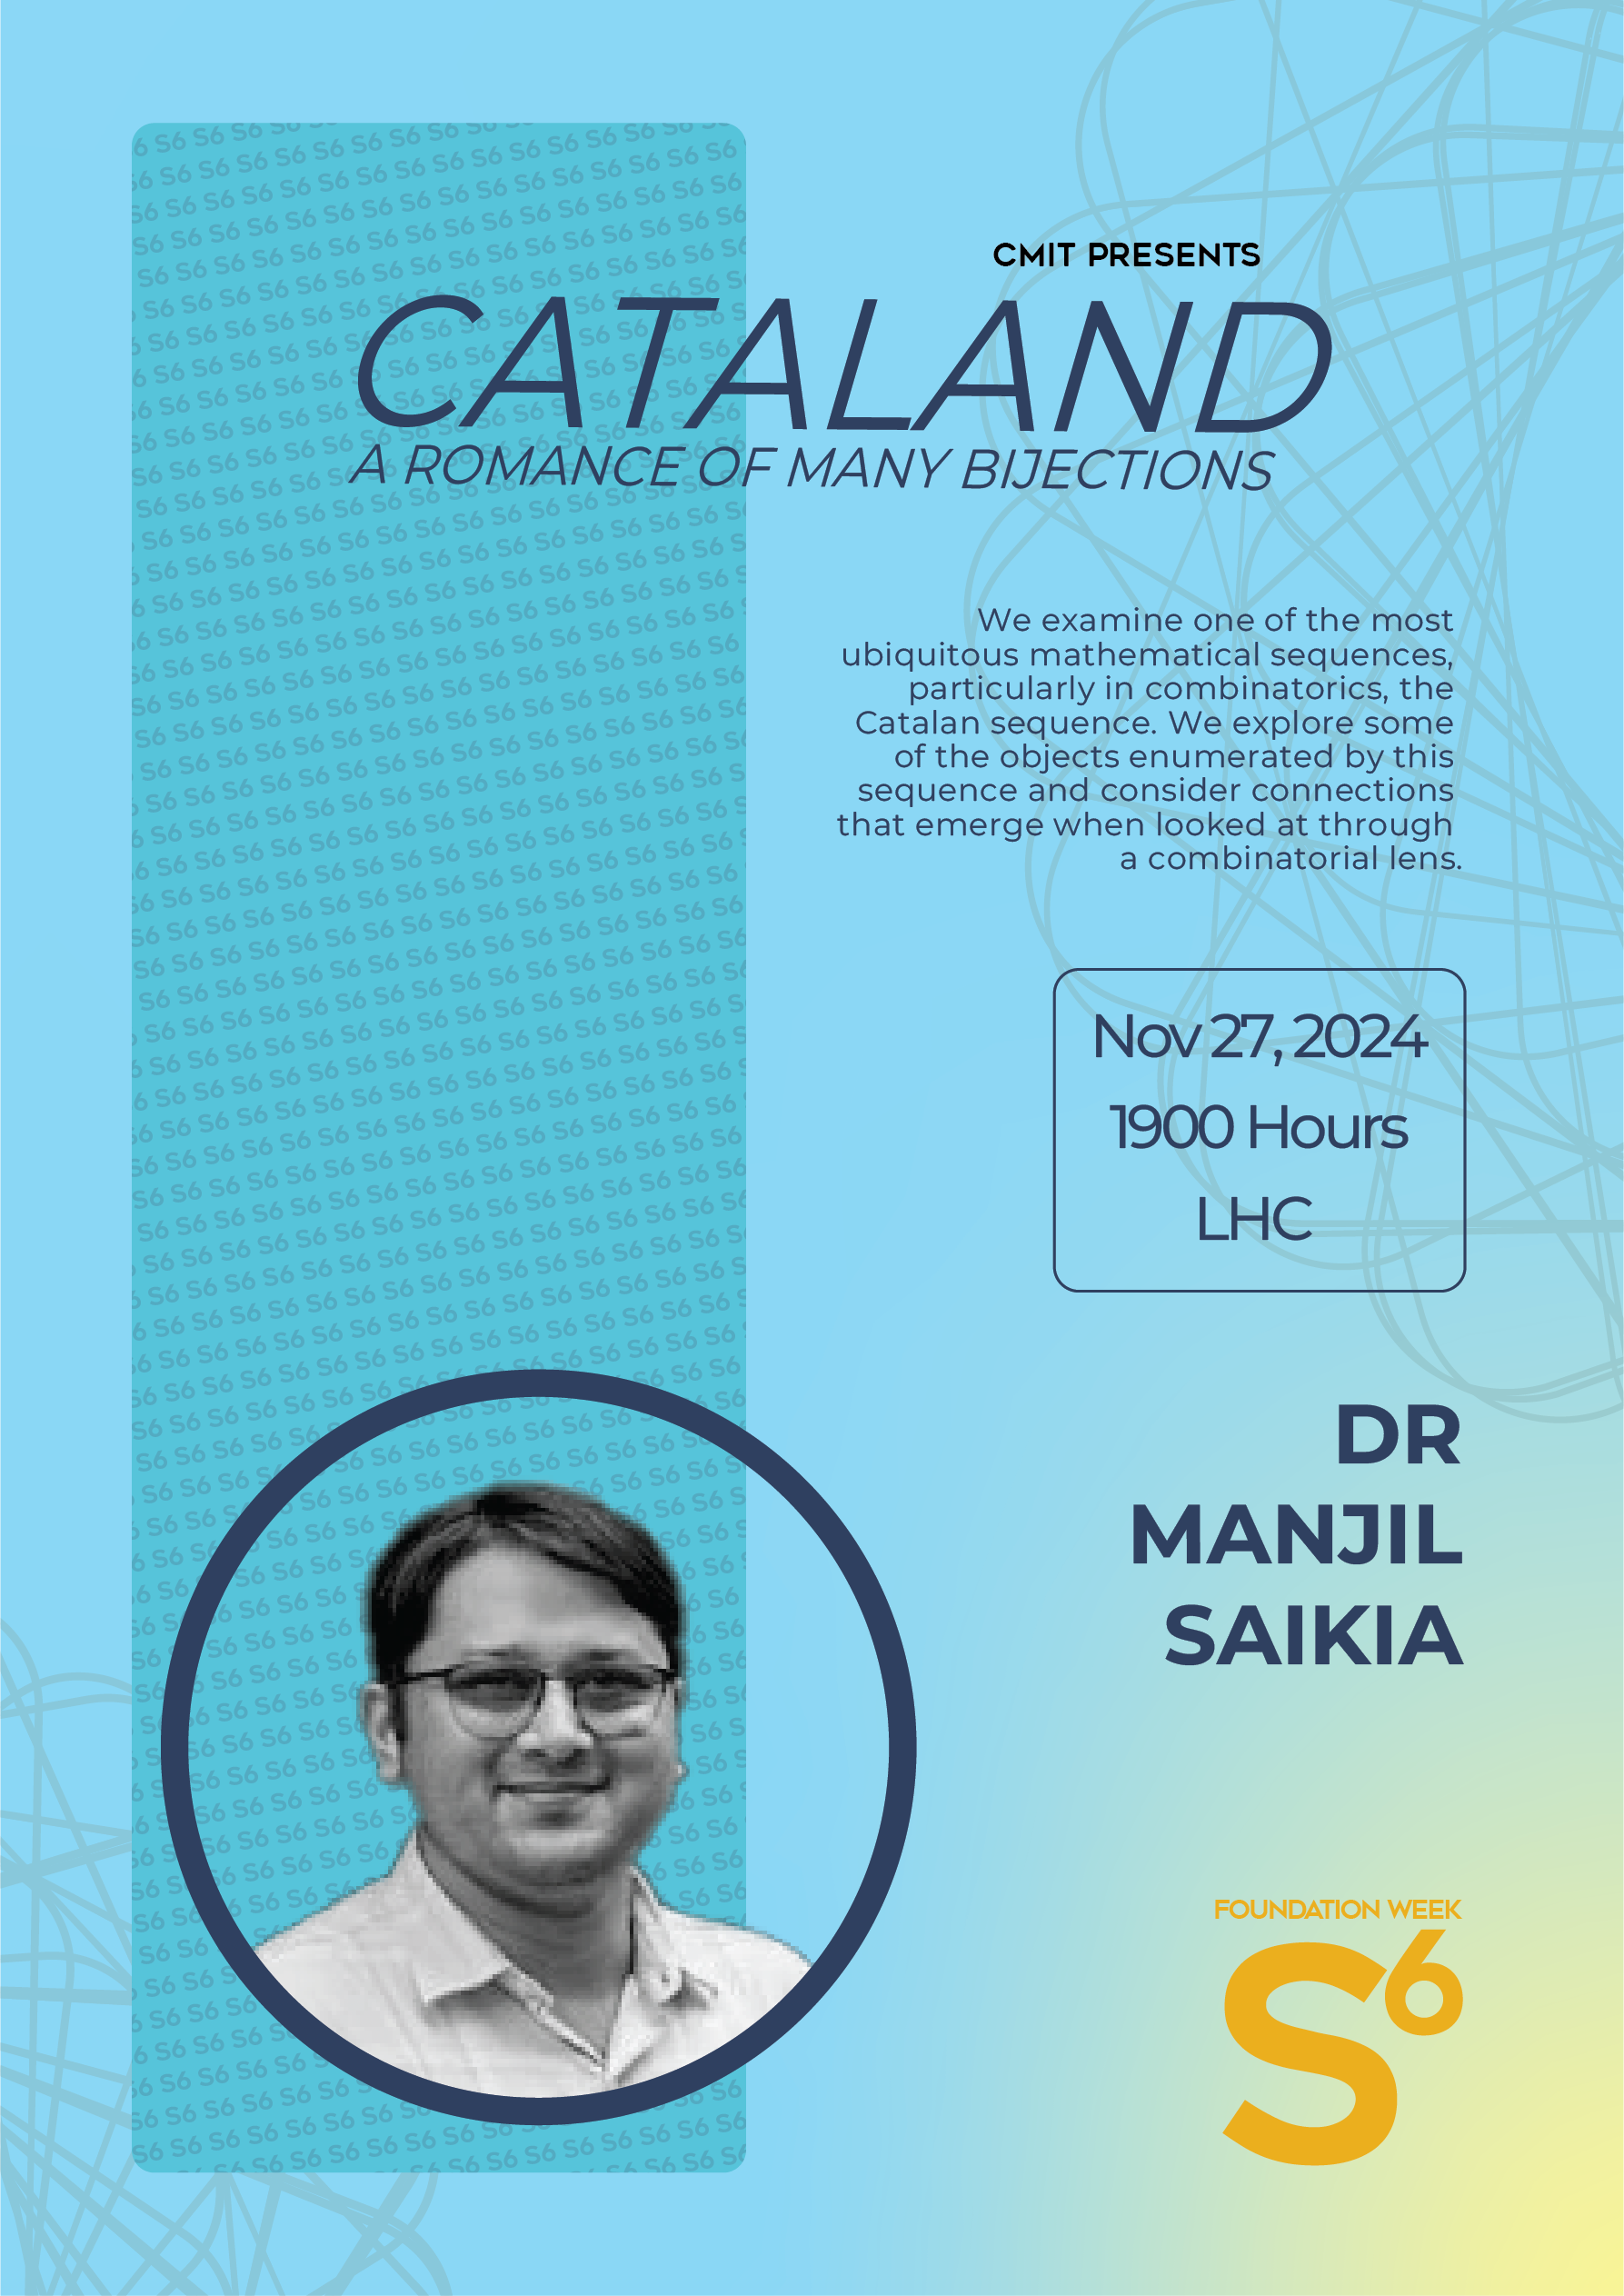 CMIT PRESENTS
CATALAND
A ROMANCE OF MANY BIJECTIONS
We examine one of the most
ubiquitous mathematical sequences,
particularly in combinatorics, the
Catalan sequence. We explore some
of the objects enumerated by this
sequence and consider connections
that emerge when looked at through
a combinatorial lens.
Nov 27, 2024
1900 Hours
LHC
DR
MANJIL
SAIKIA
FOUNDATION WEEK
S6